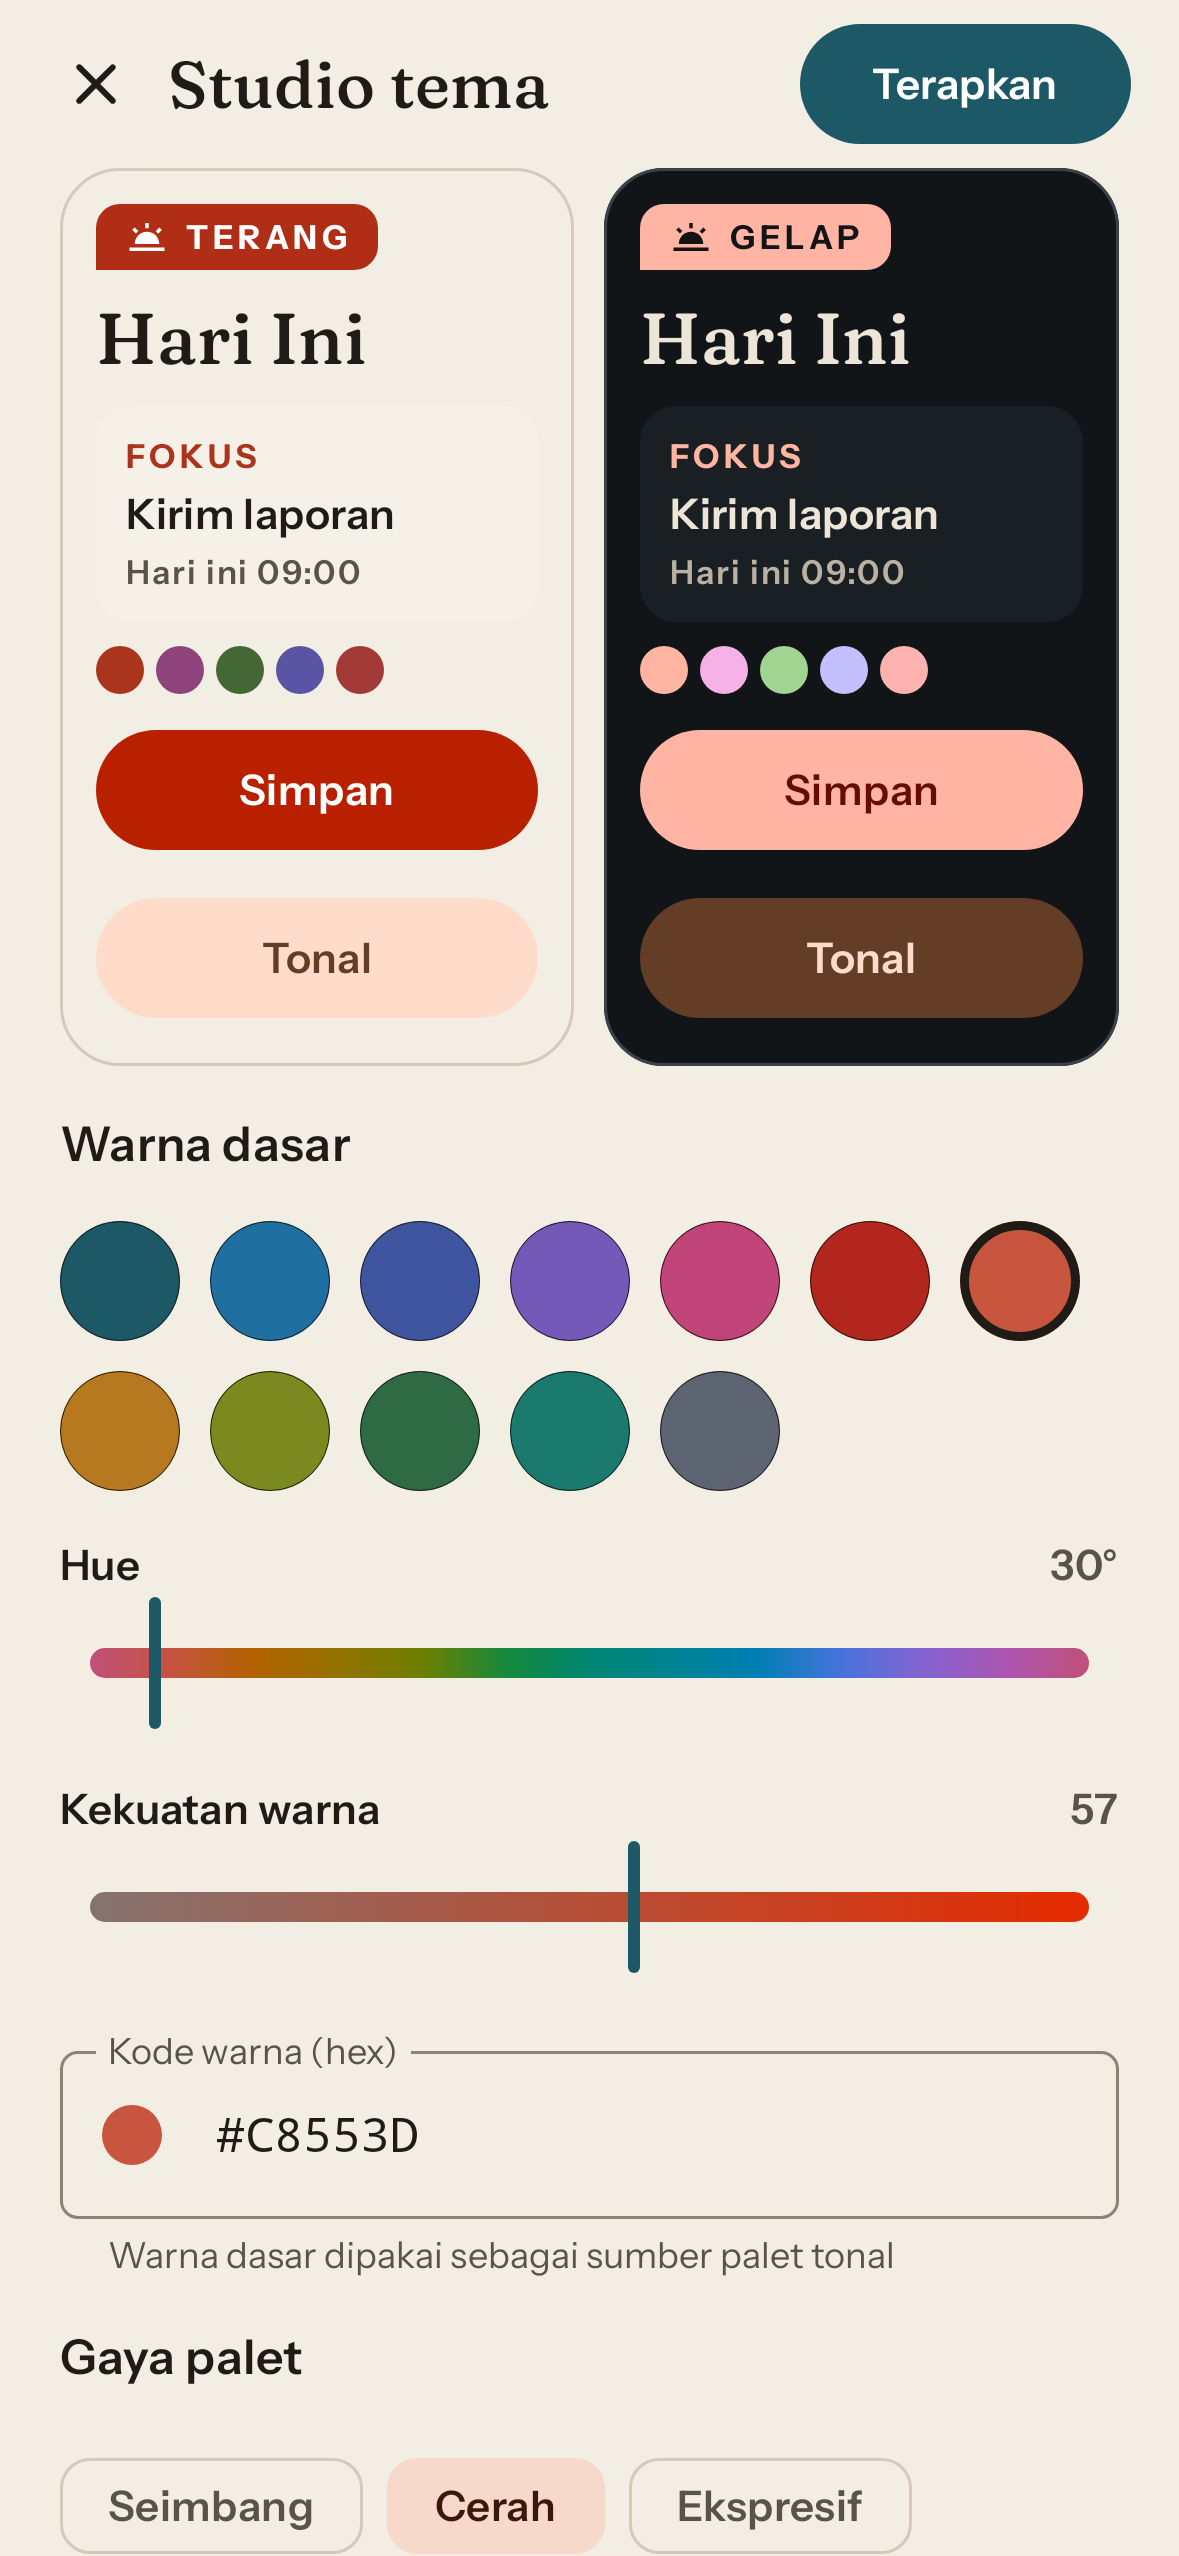 Studio tema
Terapkan
TERANG
Hari Ini
FOKUS
Kirim laporan
Hari ini 09:00
Simpan
Tonal
GELAP
Hari Ini
FOKUS
Kirim laporan
Hari ini 09:00
Simpan
Tonal
Warna dasar
Hue
30°
Kekuatan warna
57
Kode warna (hex)
#C8553D
Warna dasar dipakai sebagai sumber palet tonal
Gaya palet
Seimbang
Cerah
Ekspresif